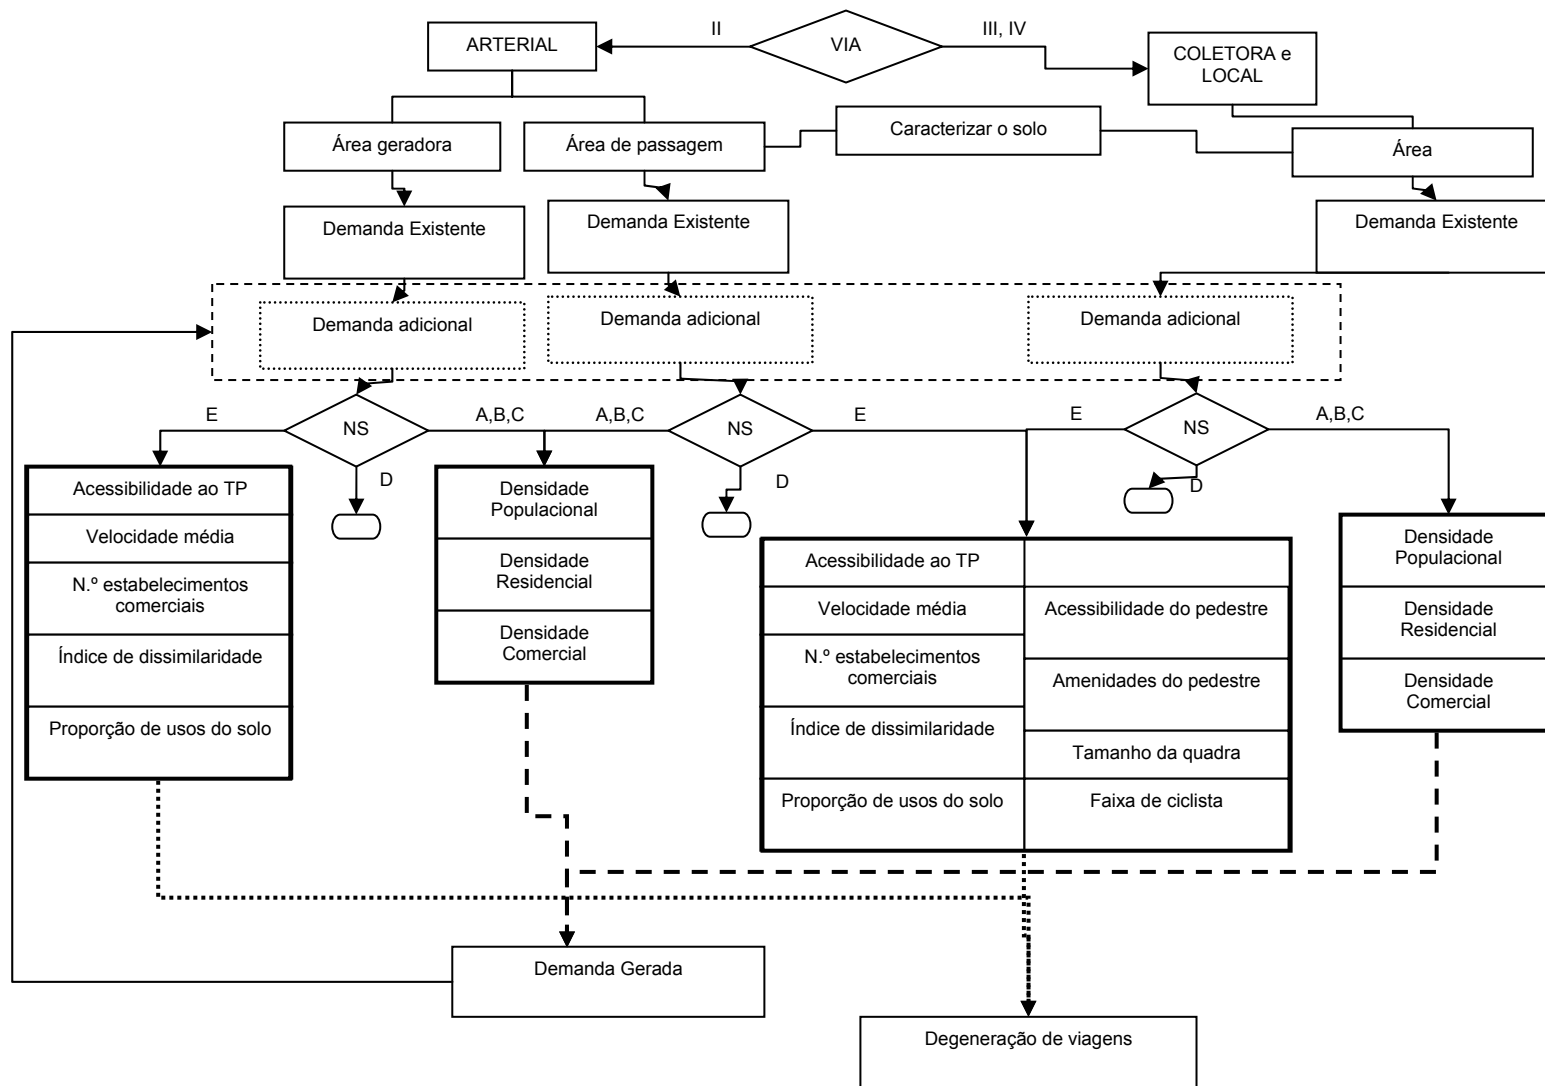 II
VIA
III, IV
ARTERIAL
COLETORA e
LOCAL
Área geradora
Área de passagem
Caracterizar o solo
Área
Demanda Existente
Demanda Existente
Demanda Existente
Demanda adicional
Demanda adicional
Demanda adicional
E
NS
A,B,C
A,B,C
NS
E
E
NS
A,B,C
D
D
D
Acessibilidade ao TP
Velocidade média
N.º estabelecimentos
comerciais
Índice de dissimilaridade
Proporção de usos do solo
Densidade
Populacional
Densidade
Residencial
Densidade
Comercial
Acessibilidade ao TP
Velocidade média
N.º estabelecimentos
comerciais
Índice de dissimilaridade
Proporção de usos do solo
Acessibilidade do pedestre
Amenidades do pedestre
Tamanho da quadra
Faixa de ciclista
Densidade
Populacional
Densidade
Residencial
Densidade
Comercial
Demanda Gerada
Degeneração de viagens